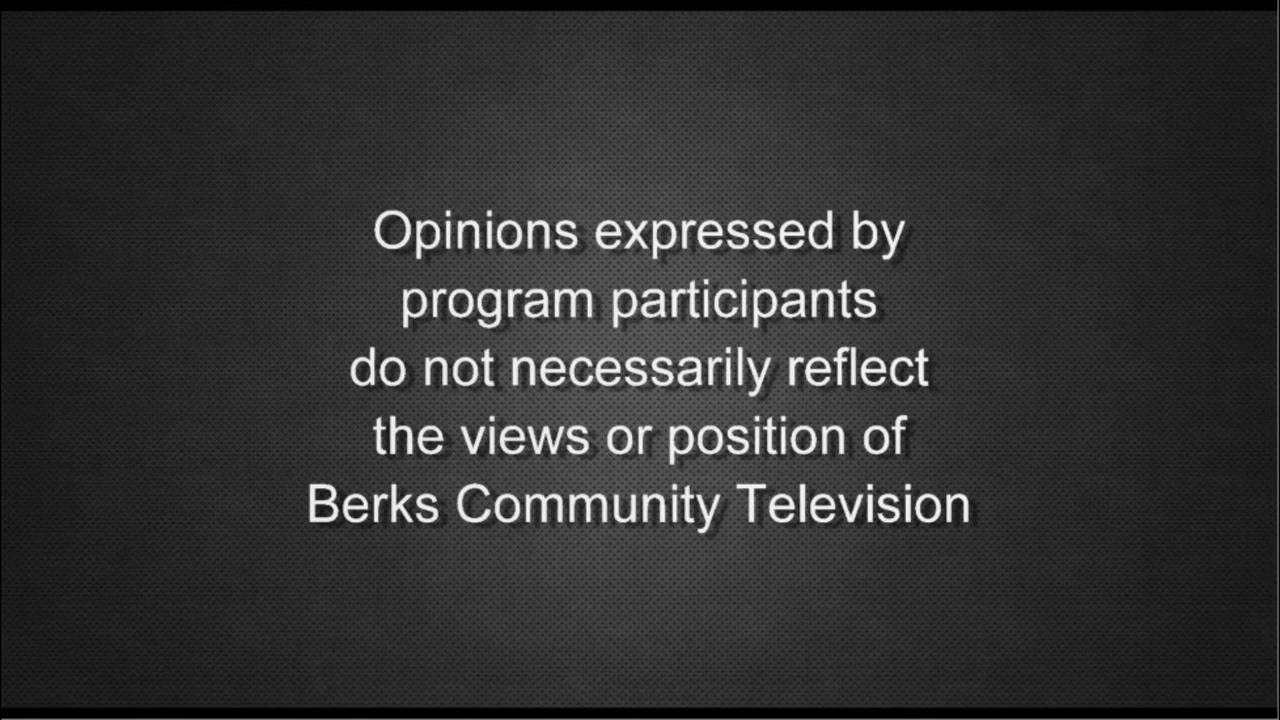 Opinions expressed by
program participants
do not necessarily reflect
the views or position of
Berks Community Television